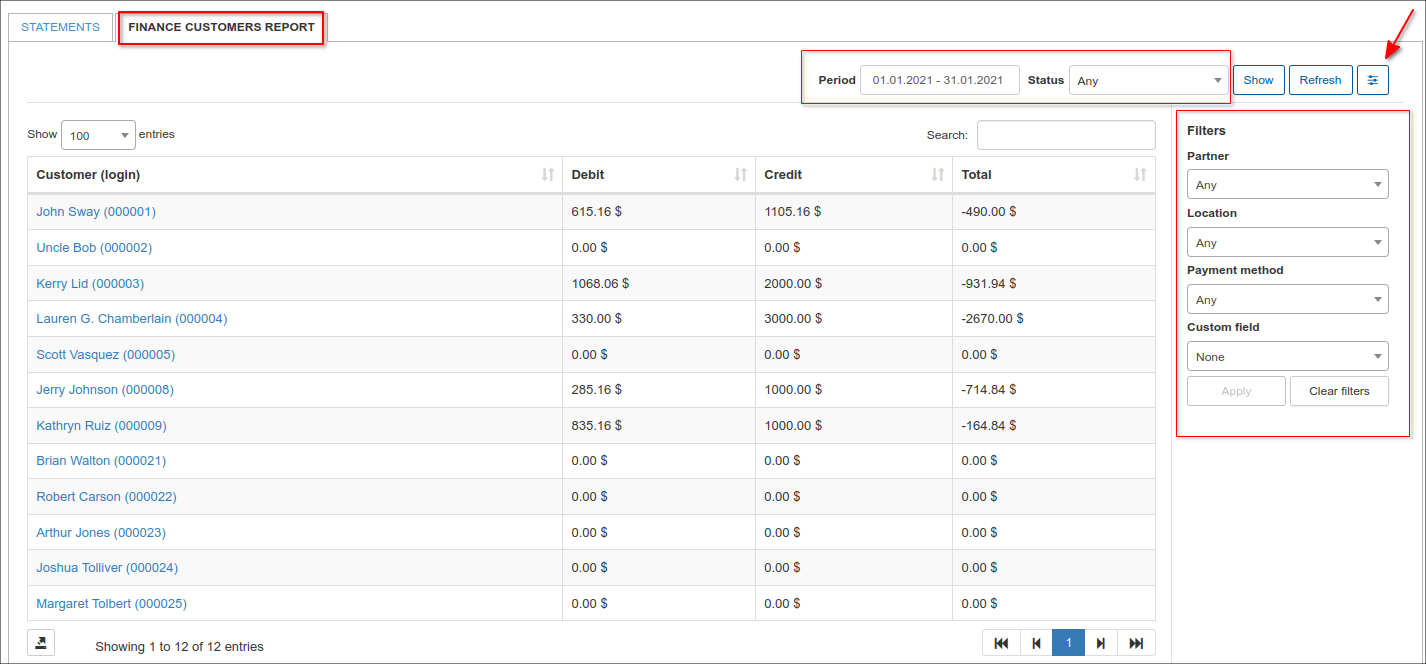 STATEMENTS FINANCE CUSTOMERS REPORT
Period 01.01.2021 - 31.01.2021 Status Any Show Refresh
Show 100 entries Search:
Customer (login) Debit Credit Total
John Sway (000001) 615.16 $ 1105.16 $ -490.00 $
Uncle Bob (000002) 0.00 $ 0.00 $ 0.00 $
Kerry Lid (000003) 1068.06 $ 2000.00 $ -931.94 $
Lauren G. Chamberlain (000004) 330.00 $ 3000.00 $ -2670.00 $
Scott Vasquez (000005) 0.00 $ 0.00 $ 0.00 $
Jerry Johnson (000008) 285.16 $ 1000.00 $ -714.84 $
Kathryn Ruiz (000009) 835.16 $ 1000.00 $ -164.84 $
Brian Walton (000021) 0.00 $ 0.00 $ 0.00 $
Robert Carson (000022) 0.00 $ 0.00 $ 0.00 $
Arthur Jones (000023) 0.00 $ 0.00 $ 0.00 $
Joshua Tolliver (000024) 0.00 $ 0.00 $ 0.00 $
Margaret Tolbert (000025) 0.00 $ 0.00 $ 0.00 $
Showing 1 to 12 of 12 entries 1
Filters
Partner
Any
Location
Any
Payment method
Any
Custom field
None
Apply Clear filters